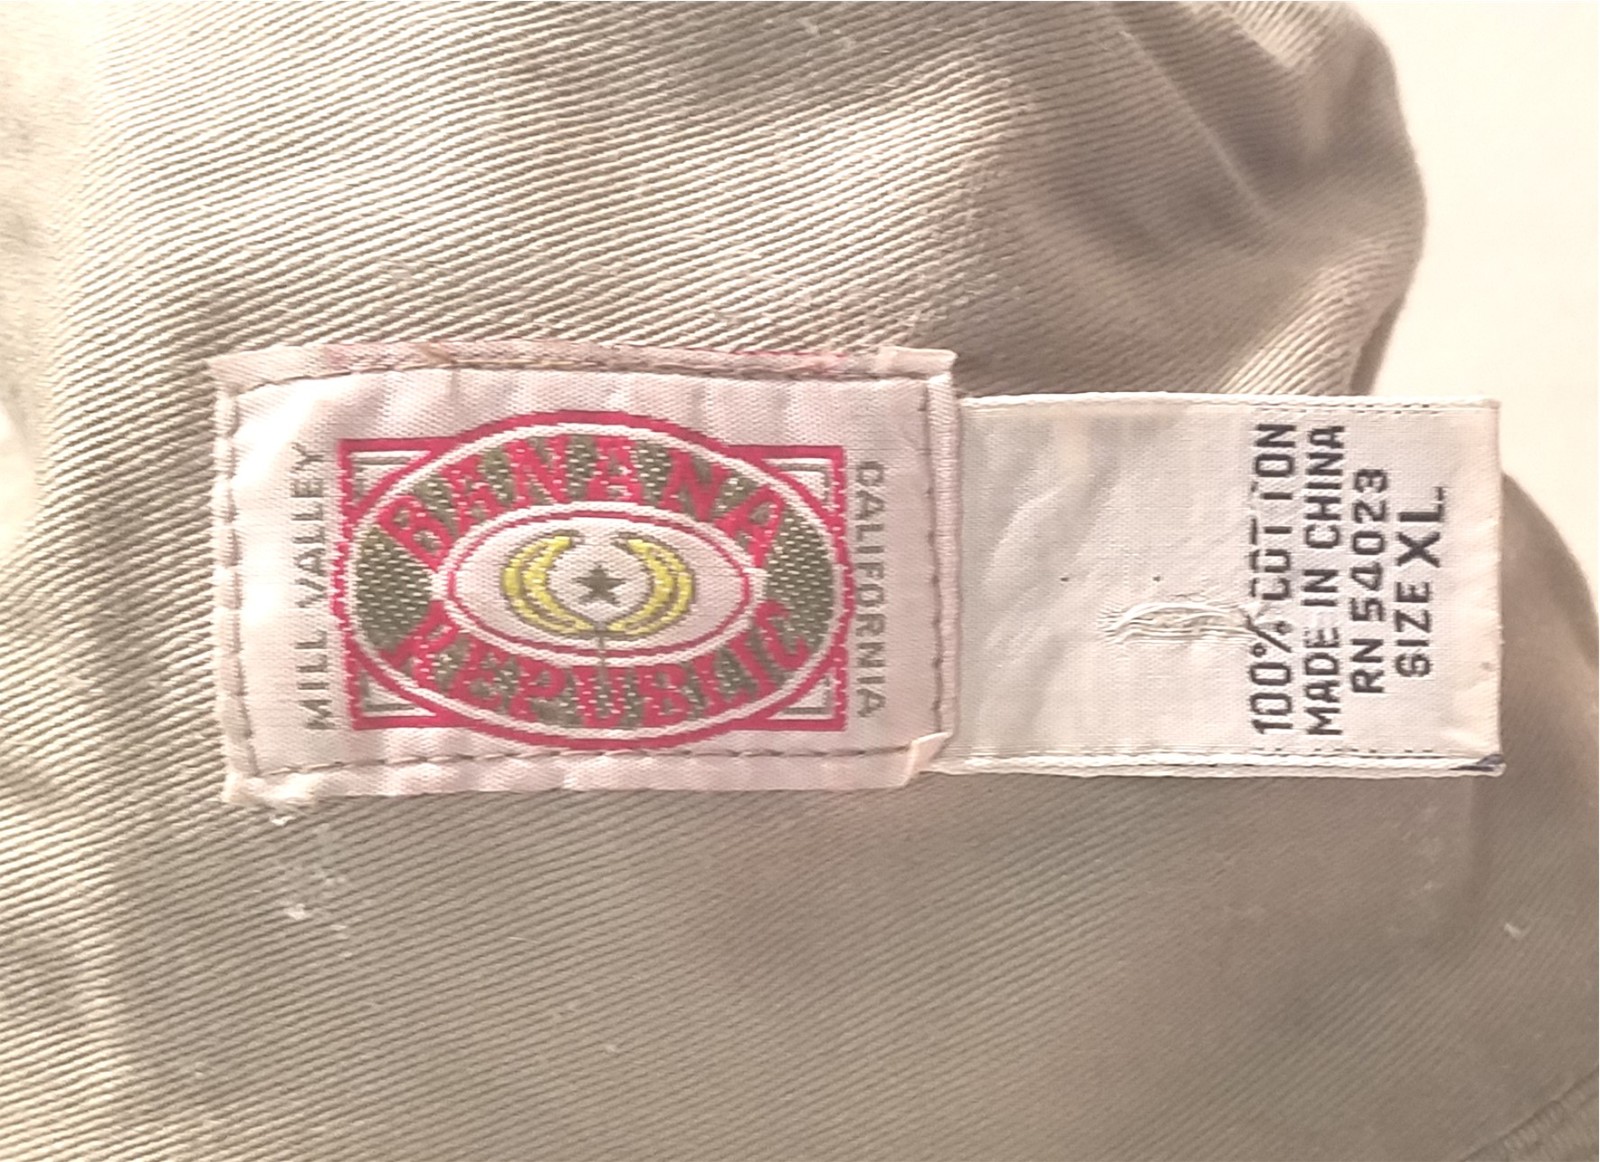 MILL VALLEY
BANANA
REPUBLIC
CALIFORNIA
100% COTTON
MADE IN CHINA
RN 54023
SIZE XL